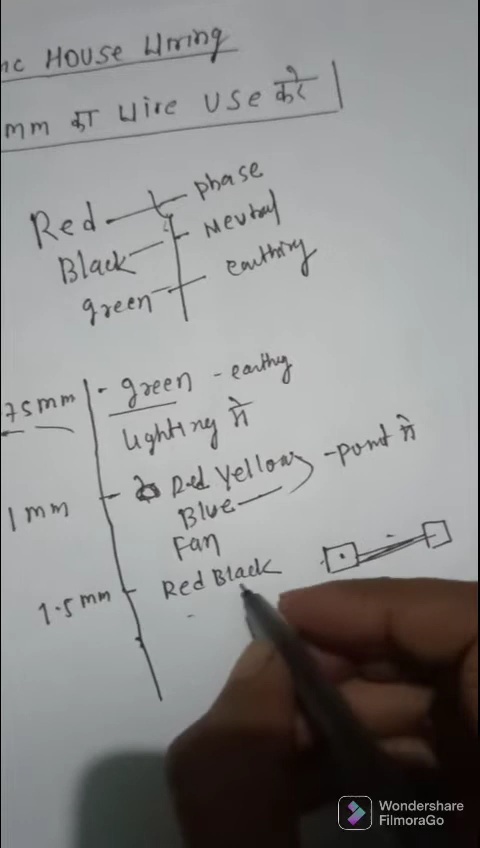 HOUSE Wiring
mm का Wire USE करे
Red
phase
Black
Neutral
green
earthing
75mm
green - earthing
Lighting में
1mm
Red Yellow - point में
Blue
Fan
1.5mm
Red Black
Wondershare
FilmoraGo